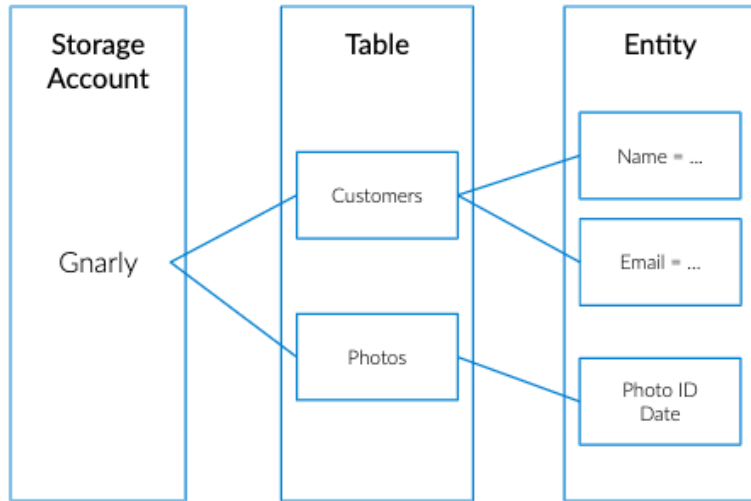 Storage
Account
Table
Entity
Gnarly
Customers
Photos
Name = ...
Email = ...
Photo ID
Date